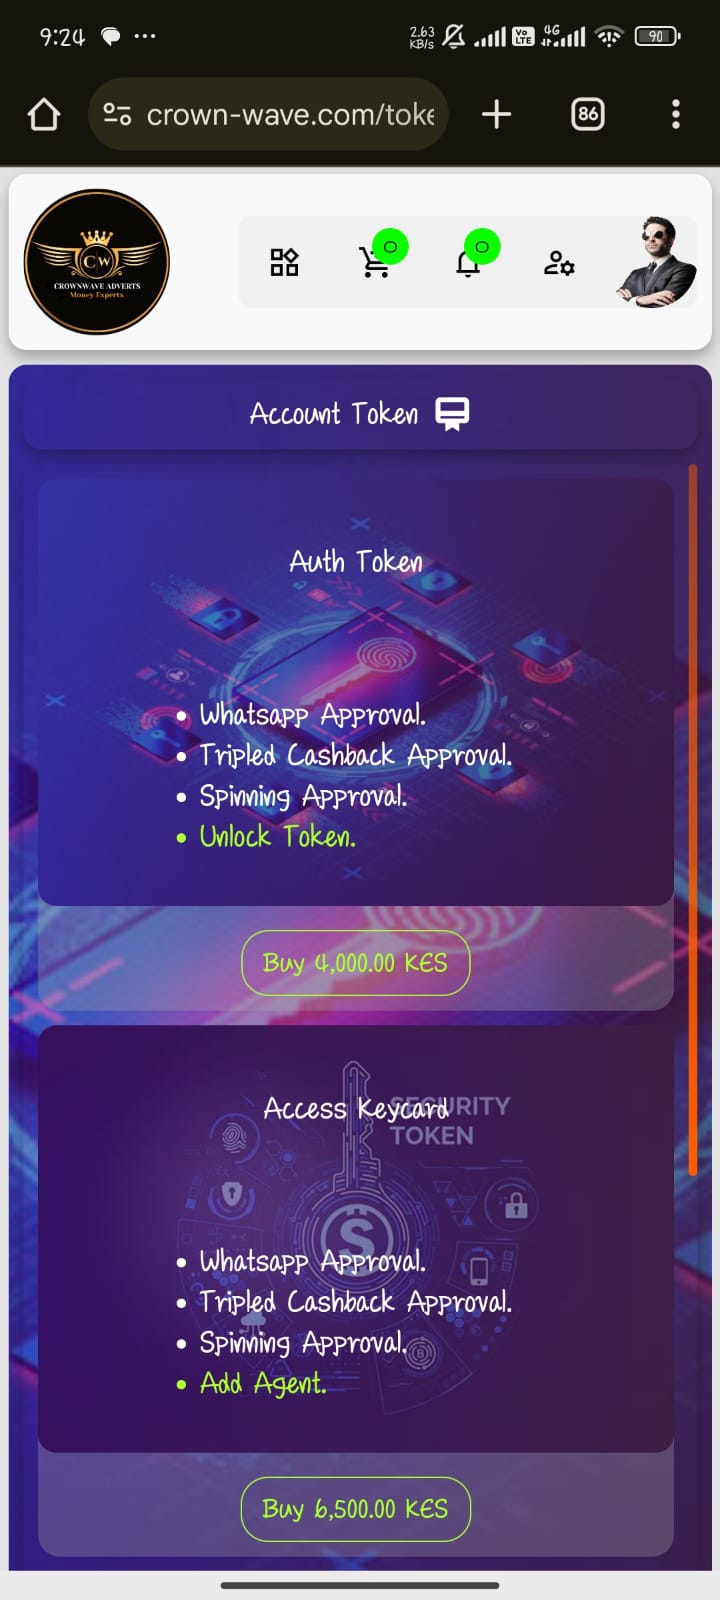 9:24
2.63
KB/s
Vo
LTE
4G
90
crown-wave.com/toke
86
CW
CROWNWAVE ADVERTS
Money Experts
0
0
Account Token
Auth Token
Whatsapp Approval.
Tripled Cashback Approval.
Spinning Approval.
Unlock Token.
Buy 4,000.00 KES
SECURITY
TOKEN
Access Keycard
Whatsapp Approval.
Tripled Cashback Approval.
Spinning Approval.
Add Agent.
Buy 6,500.00 KES